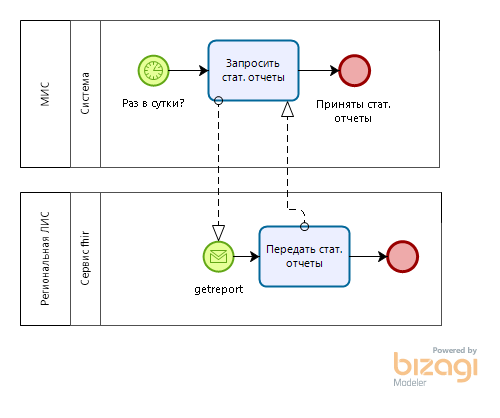 МИС
Система
Раз в сутки?
Запросить
стат. отчеты
Приняты стат.
отчеты
Региональная ЛИС
Сервис fhir
getreport
Передать стат.
отчеты
Powered by
bizagi
Modeler